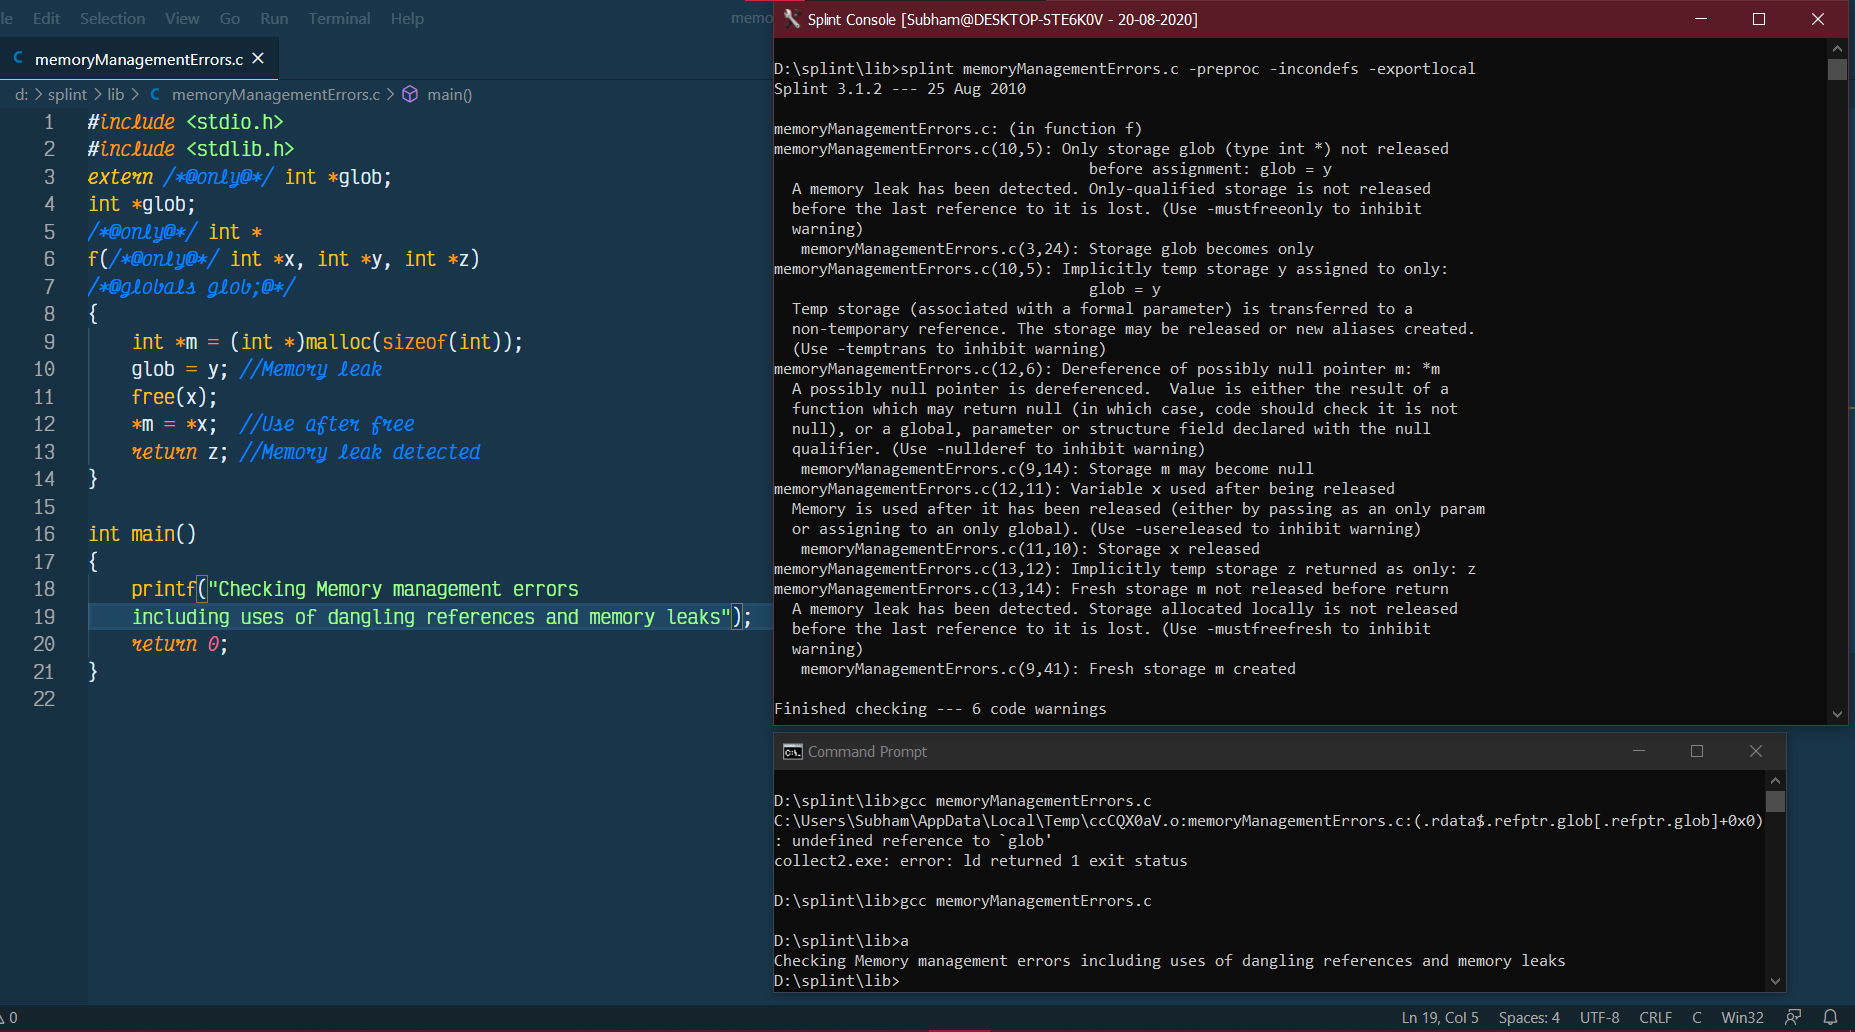 le Edit Selection View Go Run Terminal Help memo
C memoryManagementErrors.c ×
d: > splint > lib > C memoryManagementErrors.c > main()
1 #include <stdio.h>
2 #include <stdlib.h>
3 extern /*@only@*/ int *glob;
4 int *glob;
5 /*@only@*/ int *
6 f(/*@only@*/ int *x, int *y, int *z)
7 /*@globals glob;@*/
8 {
9 int *m = (int *)malloc(sizeof(int));
10 glob = y; //Memory leak
11 free(x);
12 *m = *x; //Use after free
13 return z; //Memory leak detected
14 }
15
16 int main()
17 {
18 printf("Checking Memory management errors
19 including uses of dangling references and memory leaks");
20 return 0;
21 }
22
Splint Console [Subham@DESKTOP-STE6K0V - 20-08-2020]
D:\splint\lib>splint memoryManagementErrors.c -preproc -incondefs -exportlocal
Splint 3.1.2 --- 25 Aug 2010
memoryManagementErrors.c: (in function f)
memoryManagementErrors.c(10,5): Only storage glob (type int *) not released
before assignment: glob = y
A memory leak has been detected. Only-qualified storage is not released
before the last reference to it is lost. (Use -mustfreeonly to inhibit
warning)
memoryManagementErrors.c(3,24): Storage glob becomes only
memoryManagementErrors.c(10,5): Implicitly temp storage y assigned to only:
glob = y
Temp storage (associated with a formal parameter) is transferred to a
non-temporary reference. The storage may be released or new aliases created.
(Use -temptrans to inhibit warning)
memoryManagementErrors.c(12,6): Dereference of possibly null pointer m: *m
A possibly null pointer is dereferenced.  Value is either the result of a
function which may return null (in which case, code should check it is not
null), or a global, parameter or structure field declared with the null
qualifier. (Use -nullderef to inhibit warning)
memoryManagementErrors.c(9,14): Storage m may become null
memoryManagementErrors.c(12,11): Variable x used after being released
Memory is used after it has been released (either by passing as an only param
or assigning to an only global). (Use -usereleased to inhibit warning)
memoryManagementErrors.c(11,10): Storage x released
memoryManagementErrors.c(13,12): Implicitly temp storage z returned as only: z
memoryManagementErrors.c(13,14): Fresh storage m not released before return
A memory leak has been detected. Storage allocated locally is not released
before the last reference to it is lost. (Use -mustfreefresh to inhibit
warning)
memoryManagementErrors.c(9,41): Fresh storage m created
Finished checking --- 6 code warnings
Command Prompt
D:\splint\lib>gcc memoryManagementErrors.c
C:\Users\Subham\AppData\Local\Temp\ccCQX0aV.o:memoryManagementErrors.c:(.rdata$.refptr.glob[.refptr.glob]+0x0)
: undefined reference to `glob'
collect2.exe: error: ld returned 1 exit status
D:\splint\lib>gcc memoryManagementErrors.c
D:\splint\lib>a
Checking Memory management errors including uses of dangling references and memory leaks
D:\splint\lib>
0 Ln 19, Col 5 Spaces: 4 UTF-8 CRLF C Win32